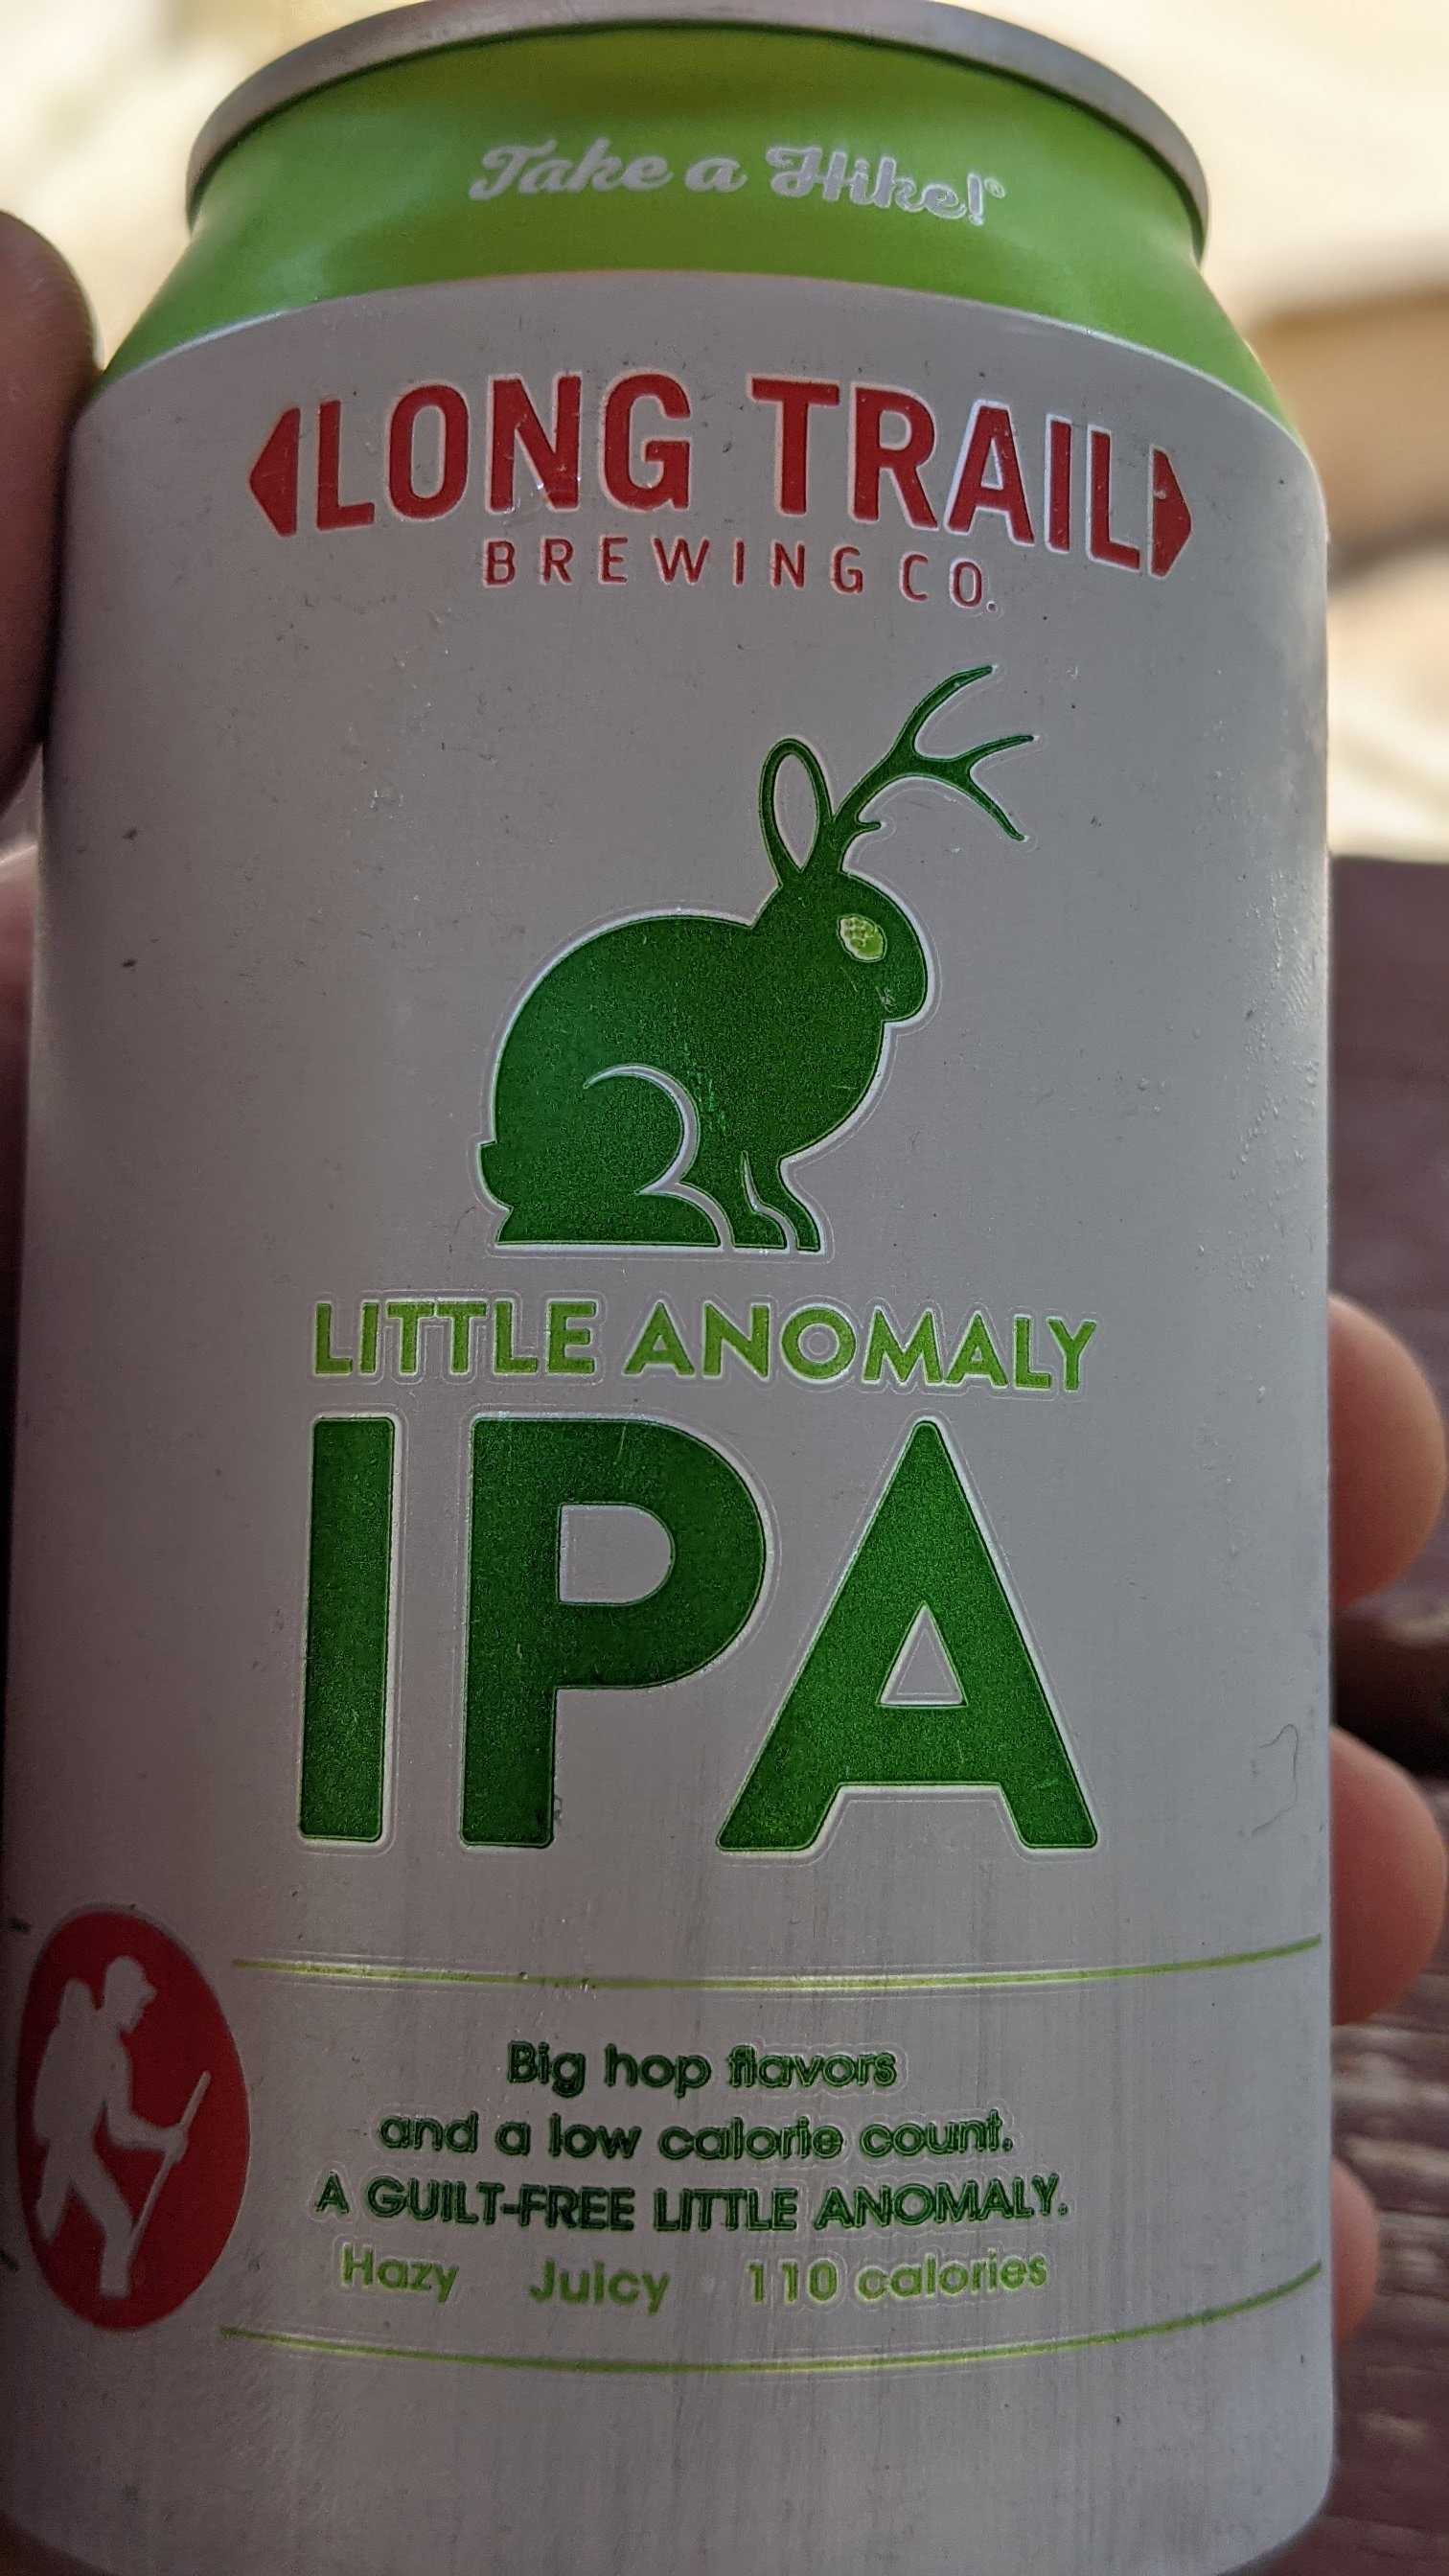 Take a Hike!®
LONG TRAIL
BREWING CO.
LITTLE ANOMALY
IPA
Big hop flavors
and a low calorie count.
A GUILT-FREE LITTLE ANOMALY.
Hazy Juicy 110 calories